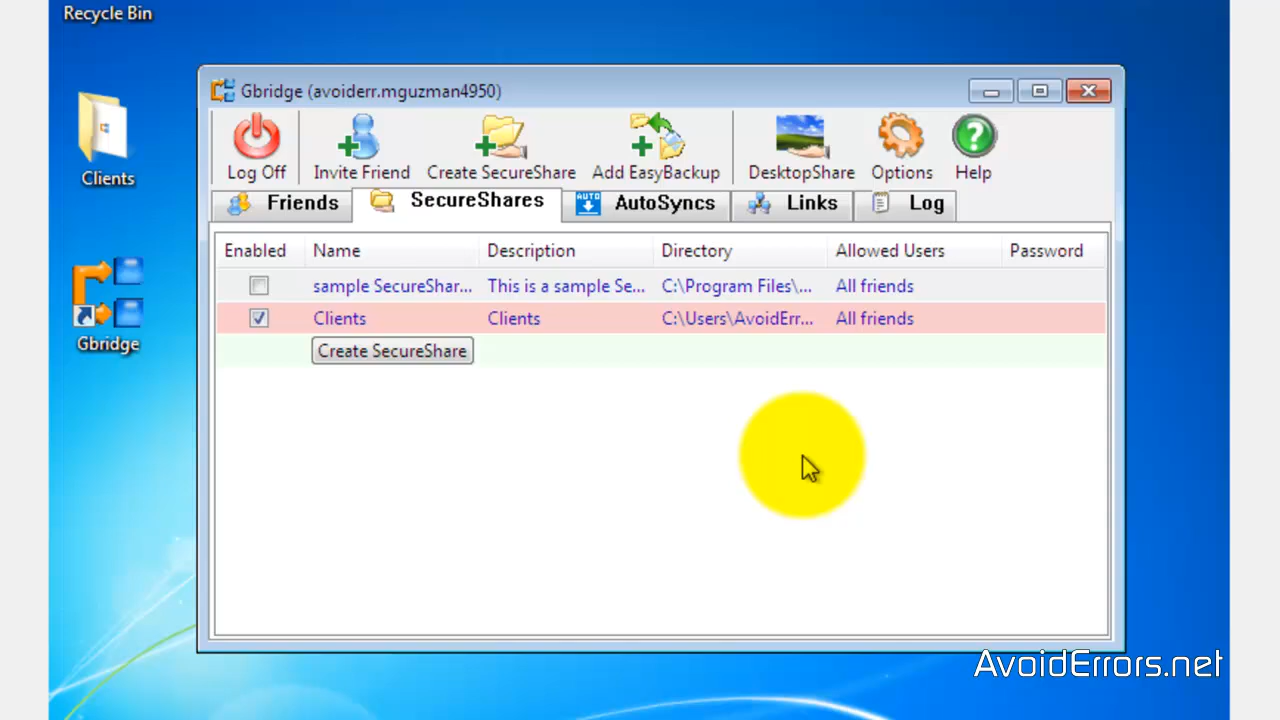 Recycle Bin
Clients
Gbridge
Gbridge (avoiderr.mguzman4950)
Log Off
Invite Friend
Create SecureShare
Add EasyBackup
DesktopShare
Options
Help
Friends
SecureShares
AUTO
AutoSyncs
Links
Log
Enabled Name Description Directory Allowed Users Password
sample SecureShar... This is a sample Se... C:\Program Files\... All friends
Clients Clients C:\Users\AvoidErr... All friends
Create SecureShare
AvoidErrors.net